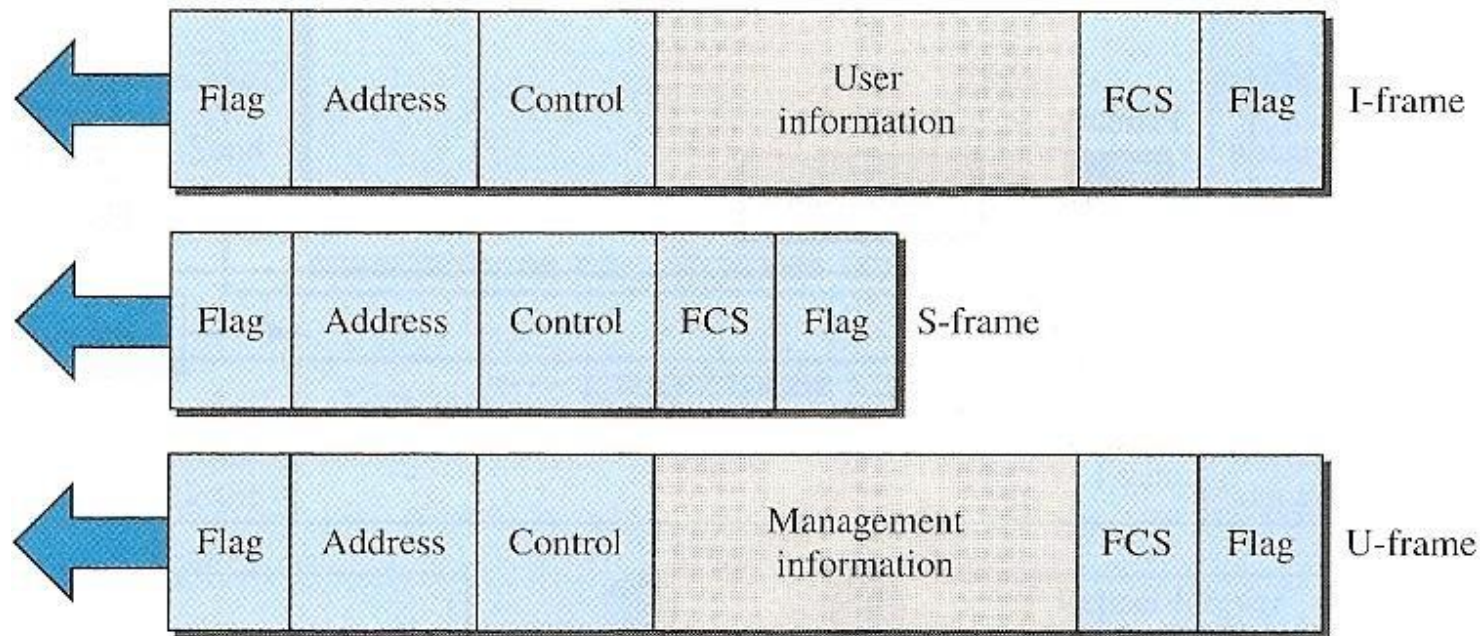 Flag Address Control User information FCS Flag I-frame
Flag Address Control FCS Flag S-frame
Flag Address Control Management information FCS Flag U-frame